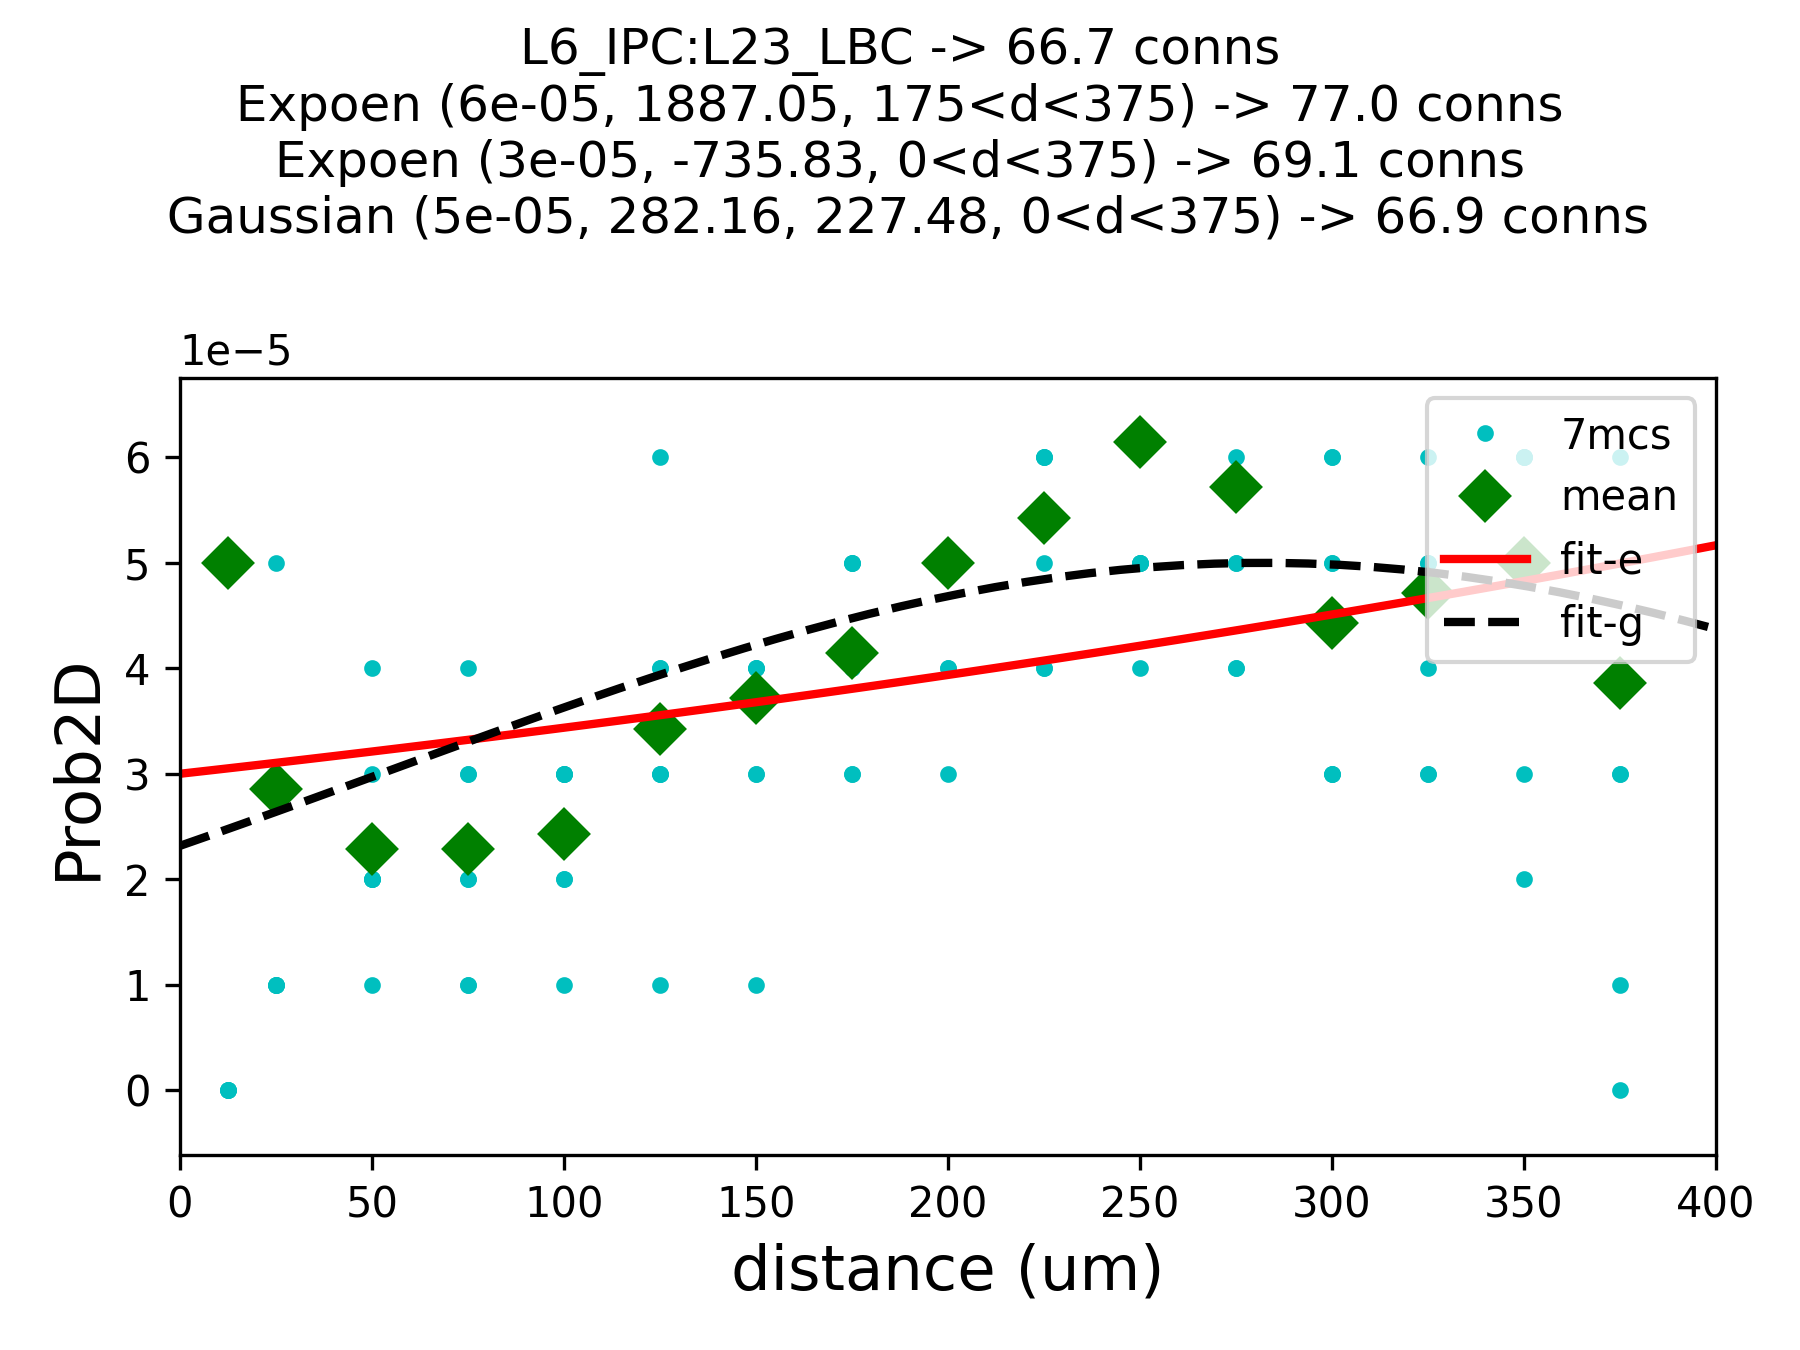 L6_IPC:L23_LBC -> 66.7 conns
Expoen (6e-05, 1887.05, 175<d<375) -> 77.0 conns
Expoen (3e-05, -735.83, 0<d<375) -> 69.1 conns
Gaussian (5e-05, 282.16, 227.48, 0<d<375) -> 66.9 conns
1e−5
6
5
4
3
2
1
0
Prob2D
7mcs
mean
fit-e
fit-g
0 50 100 150 200 250 300 350 400
distance (um)